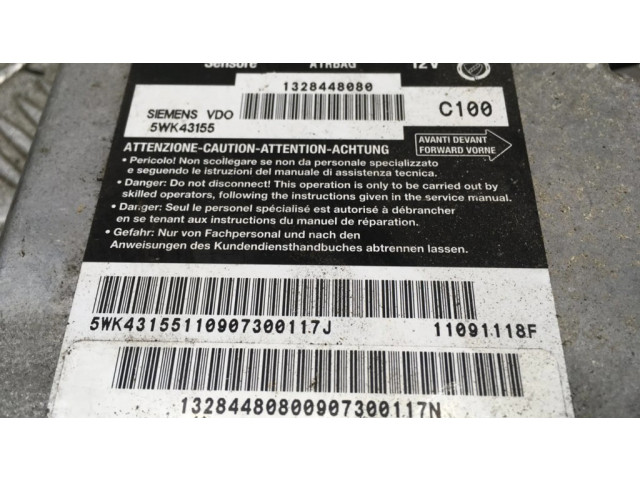 Sensore AIRBAG 12V
1328448080
SIEMENS VDO
5WK43155
C100
ATTENZIONE-CAUTION-ATTENTION-ACHTUNG
AVANTI DEVANT
FORWARD VORNE
• Pericolo! Non scollegare se non da personale specializzato
e seguendo le istruzioni del manuale di assistenza tecnica.
• Danger: Do not disconnect! This operation is only to be carried out by
skilled operators, following the instructions given in the service manual.
• Danger: Seul le personel spécialisé est autorisé à débrancher
en se tenant aux instructions du manuel de réparation.
• Gefahr: Nur von Fachpersonal und nach den
Anweisungen des Kundendiensthandbuches abtrennen lassen.
5WK43155110907300117J 11091118F
13284480800907300117N